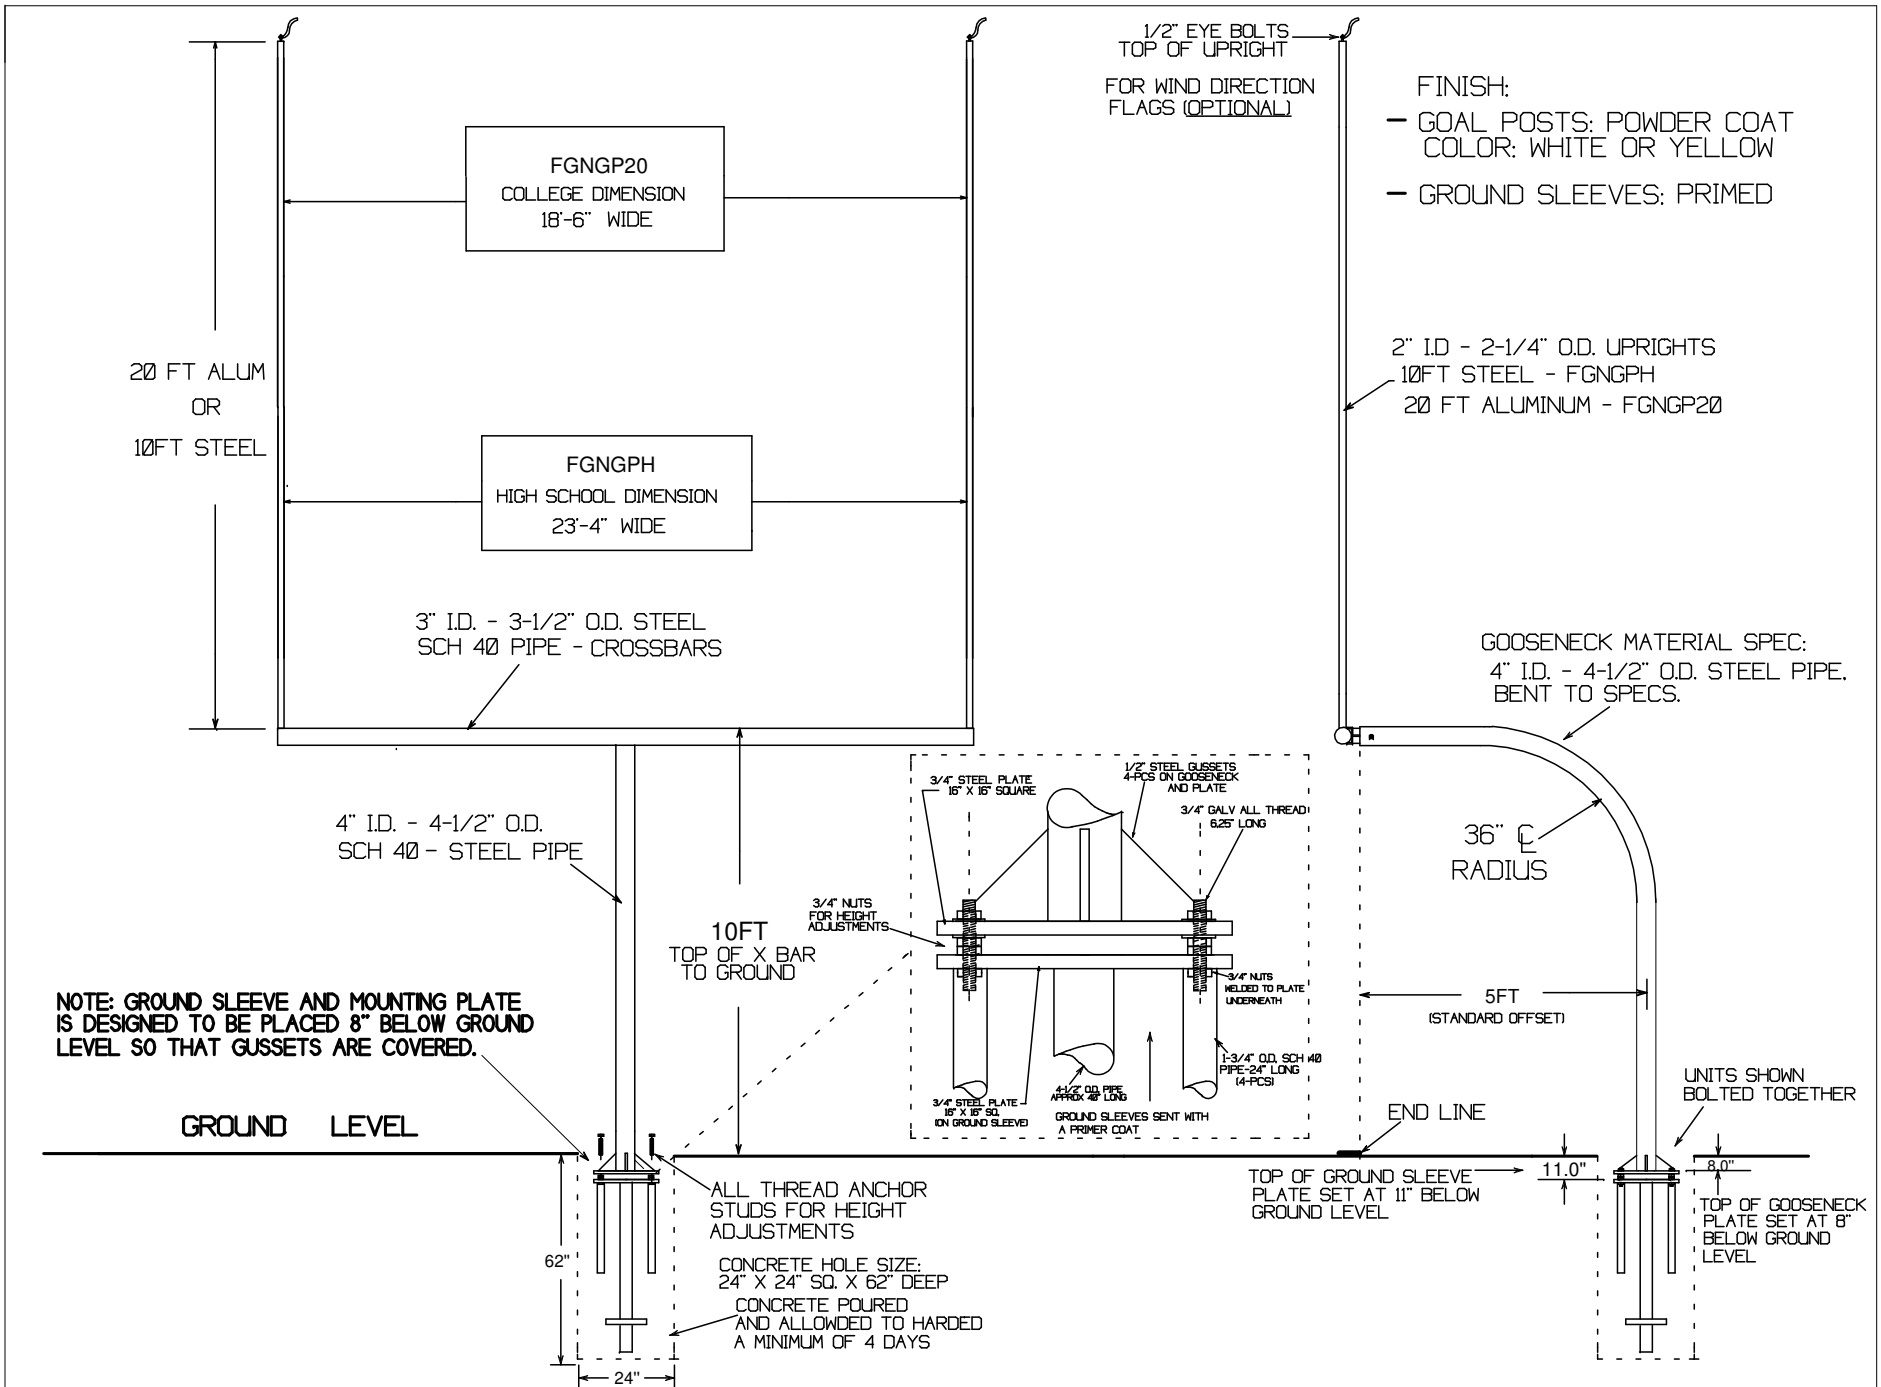 1/2" EYE BOLTS
TOP OF UPRIGHT
FOR WIND DIRECTION
FLAGS (OPTIONAL)
FINISH:
- GOAL POSTS: POWDER COAT
COLOR: WHITE OR YELLOW
- GROUND SLEEVES: PRIMED
FGNGP20
COLLEGE DIMENSION
18'-6" WIDE
20 FT ALUM
OR
10FT STEEL
FGNGPH
HIGH SCHOOL DIMENSION
23'-4" WIDE
2" I.D - 2-1/4" O.D. UPRIGHTS
10FT STEEL - FGNGPH
20 FT ALUMINUM - FGNGP20
3" I.D. - 3-1/2" O.D. STEEL
SCH 40 PIPE - CROSSBARS
GOOSENECK MATERIAL SPEC:
4" I.D. - 4-1/2" O.D. STEEL PIPE.
BENT TO SPECS.
4" I.D. - 4-1/2" O.D.
SCH 40 - STEEL PIPE
10FT
TOP OF X BAR
TO GROUND
3/4" STEEL PLATE
16" X 16" SQUARE
1/2" STEEL GUSSETS
4-PCS ON GOOSENECK
AND PLATE
3/4" GALV ALL THREAD
6.25" LONG
3/4" NUTS
FOR HEIGHT
ADJUSTMENTS
3/4" NUTS
WELDED TO PLATE
UNDERNEATH
1-3/4" O.D. SCH 40
PIPE-24" LONG
(4-PCS)
4-1/2" O.D. PIPE
APPROX 48" LONG
3/4" STEEL PLATE
16" X 16" SQ.
(ON GROUND SLEEVE)
GROUND SLEEVES SENT WITH
A PRIMER COAT
36" CL
RADIUS
5FT
(STANDARD OFFSET)
NOTE: GROUND SLEEVE AND MOUNTING PLATE
IS DESIGNED TO BE PLACED 8" BELOW GROUND
LEVEL SO THAT GUSSETS ARE COVERED.
GROUND LEVEL
END LINE
UNITS SHOWN
BOLTED TOGETHER
62"
24"
ALL THREAD ANCHOR
STUDS FOR HEIGHT
ADJUSTMENTS
CONCRETE HOLE SIZE:
24" X 24" SQ. X 62" DEEP
CONCRETE POURED
AND ALLOWDED TO HARDED
A MINIMUM OF 4 DAYS
TOP OF GROUND SLEEVE
PLATE SET AT 11" BELOW
GROUND LEVEL
11.0"
8.0"
TOP OF GOOSENECK
PLATE SET AT 8"
BELOW GROUND
LEVEL